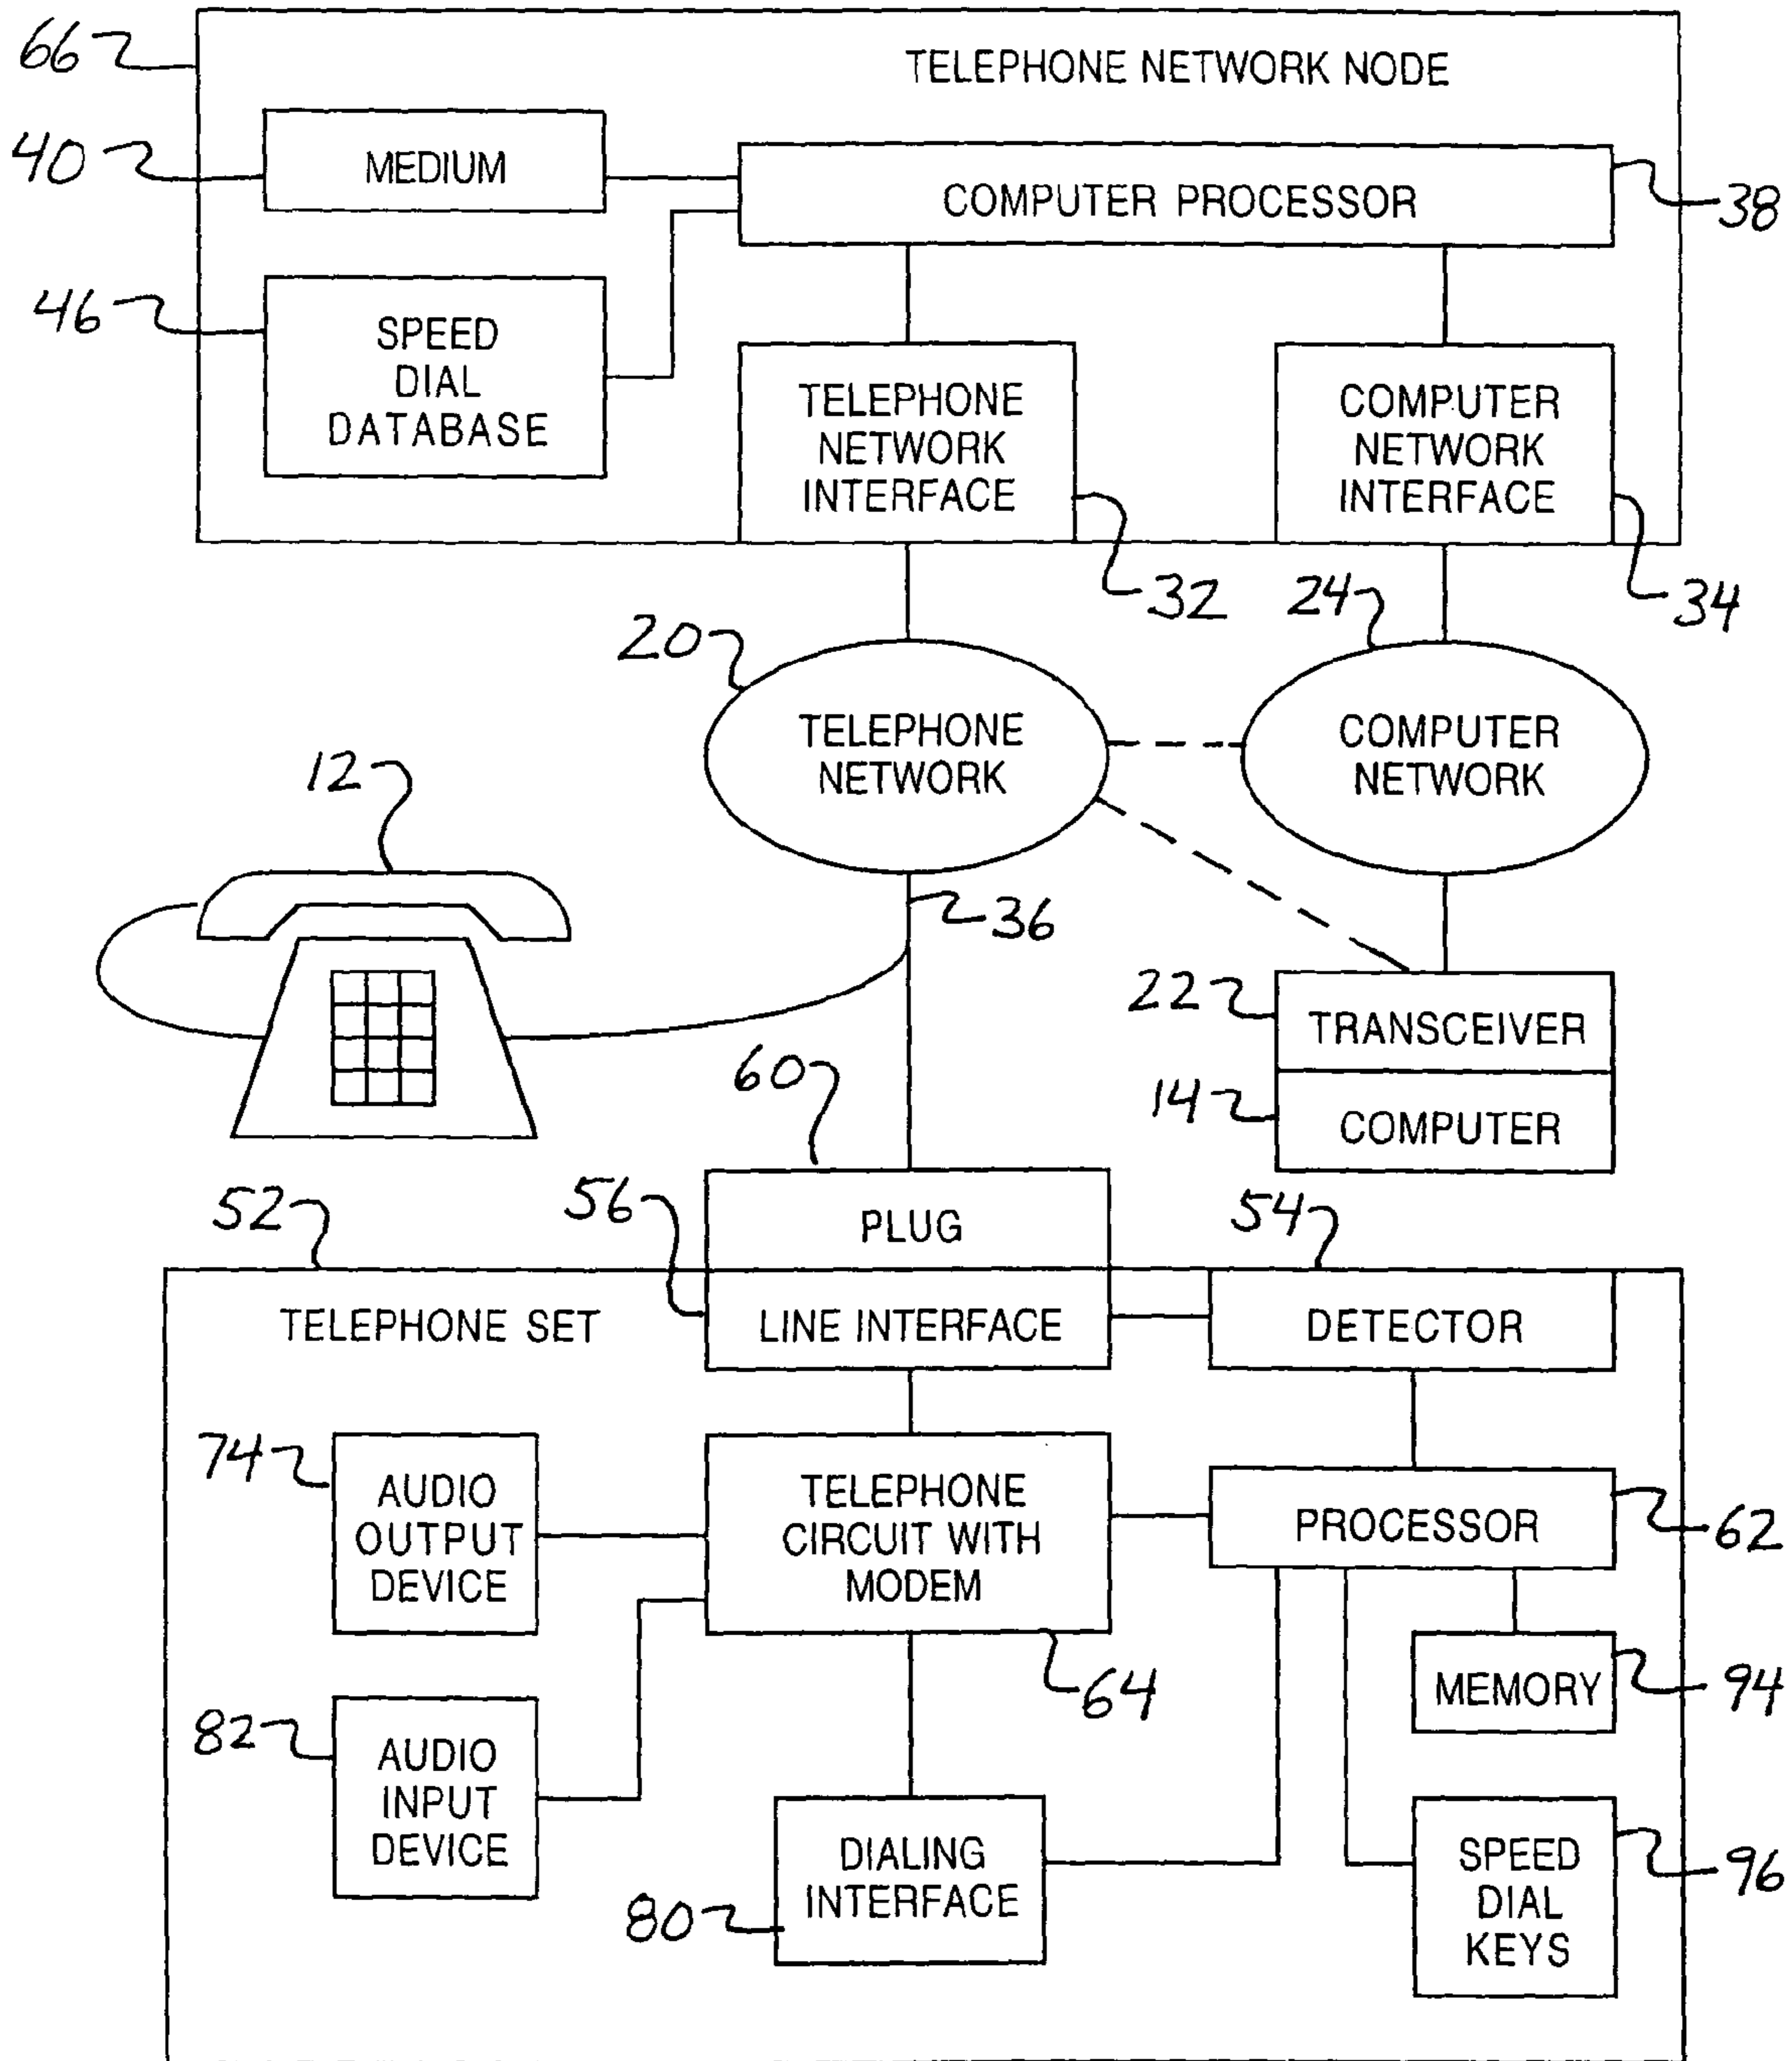 66
TELEPHONE NETWORK NODE
40
MEDIUM
COMPUTER PROCESSOR
38
46
SPEED
DIAL
DATABASE
TELEPHONE
NETWORK
INTERFACE
COMPUTER
NETWORK
INTERFACE
32
34
20
24
TELEPHONE
NETWORK
COMPUTER
NETWORK
12
36
22
TRANSCEIVER
14
COMPUTER
60
PLUG
52
56
54
TELEPHONE SET
LINE INTERFACE
DETECTOR
74
AUDIO
OUTPUT
DEVICE
TELEPHONE
CIRCUIT WITH
MODEM
64
PROCESSOR
62
MEMORY
94
82
AUDIO
INPUT
DEVICE
DIALING
INTERFACE
80
SPEED
DIAL
KEYS
96